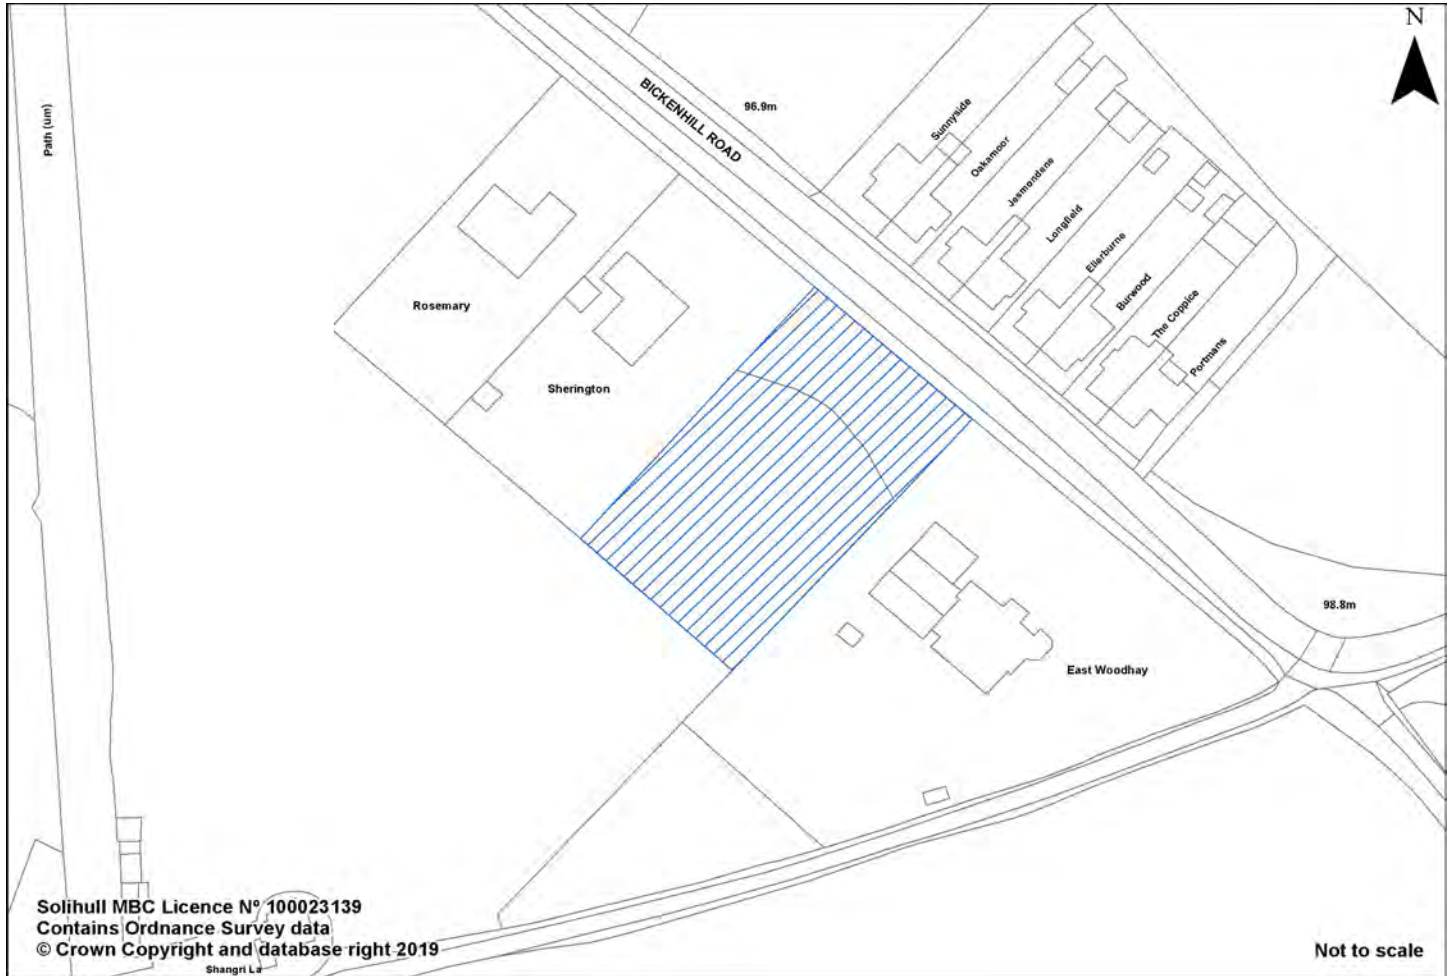 N
Path (um)
BICKENHILL ROAD
96.9m
Sunnyside
Oakamoor
Jesmondene
Longfield
Ellerburne
Burwood
The Coppice
Portmans
Rosemary
Sherington
98.8m
East Woodhay
Solihull MBC Licence Nº 100023139
Contains Ordnance Survey data
© Crown Copyright and database right 2019
Shangri La
Not to scale